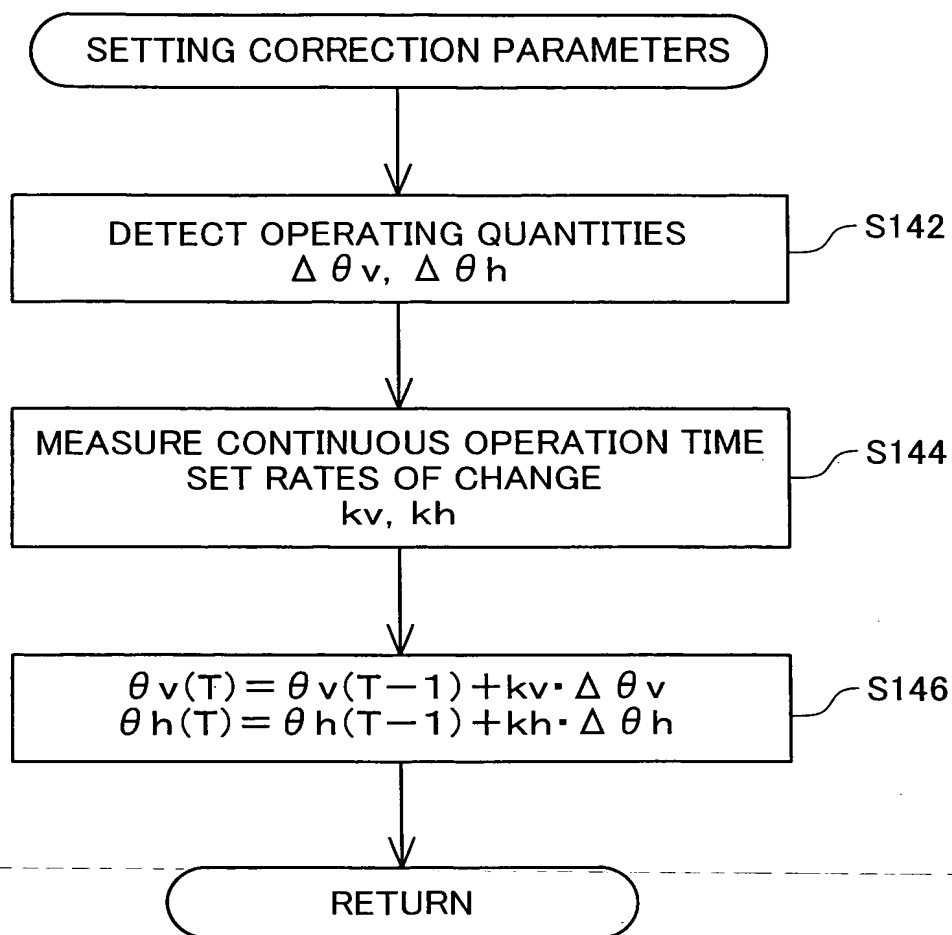 SETTING CORRECTION PARAMETERS
DETECT OPERATING QUANTITIES
Δθv, Δθh
S142
MEASURE CONTINUOUS OPERATION TIME
SET RATES OF CHANGE
kv, kh
S144
θv(T)=θv(T−1)+kv·Δθv
θh(T)=θh(T−1)+kh·Δθh
S146
RETURN